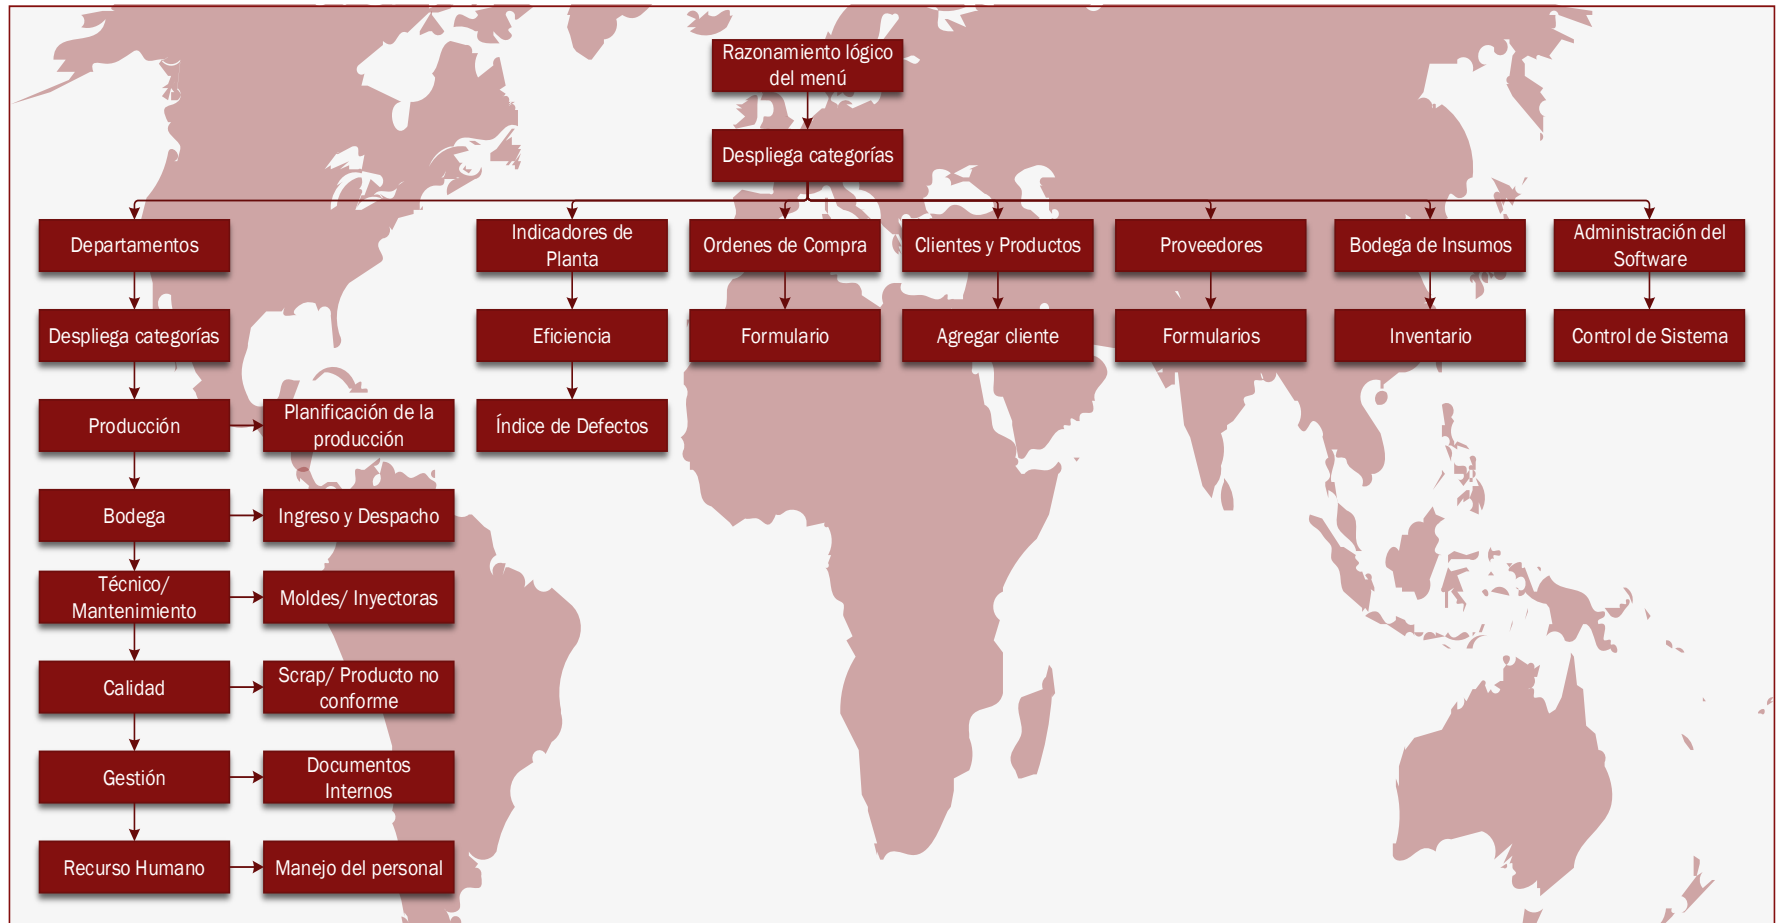 Razonamiento lógico
del menú
Despliega categorías
Departamentos
Indicadores de
Planta
Ordenes de Compra
Clientes y Productos
Proveedores
Bodega de Insumos
Administración del
Software
Despliega categorías
Eficiencia
Formulario
Agregar cliente
Formularios
Inventario
Control de Sistema
Producción
Planificación de la
producción
Índice de Defectos
Bodega
Ingreso y Despacho
Técnico/
Mantenimiento
Moldes/ Inyectoras
Calidad
Scrap/ Producto no
conforme
Gestión
Documentos
Internos
Recurso Humano
Manejo del personal